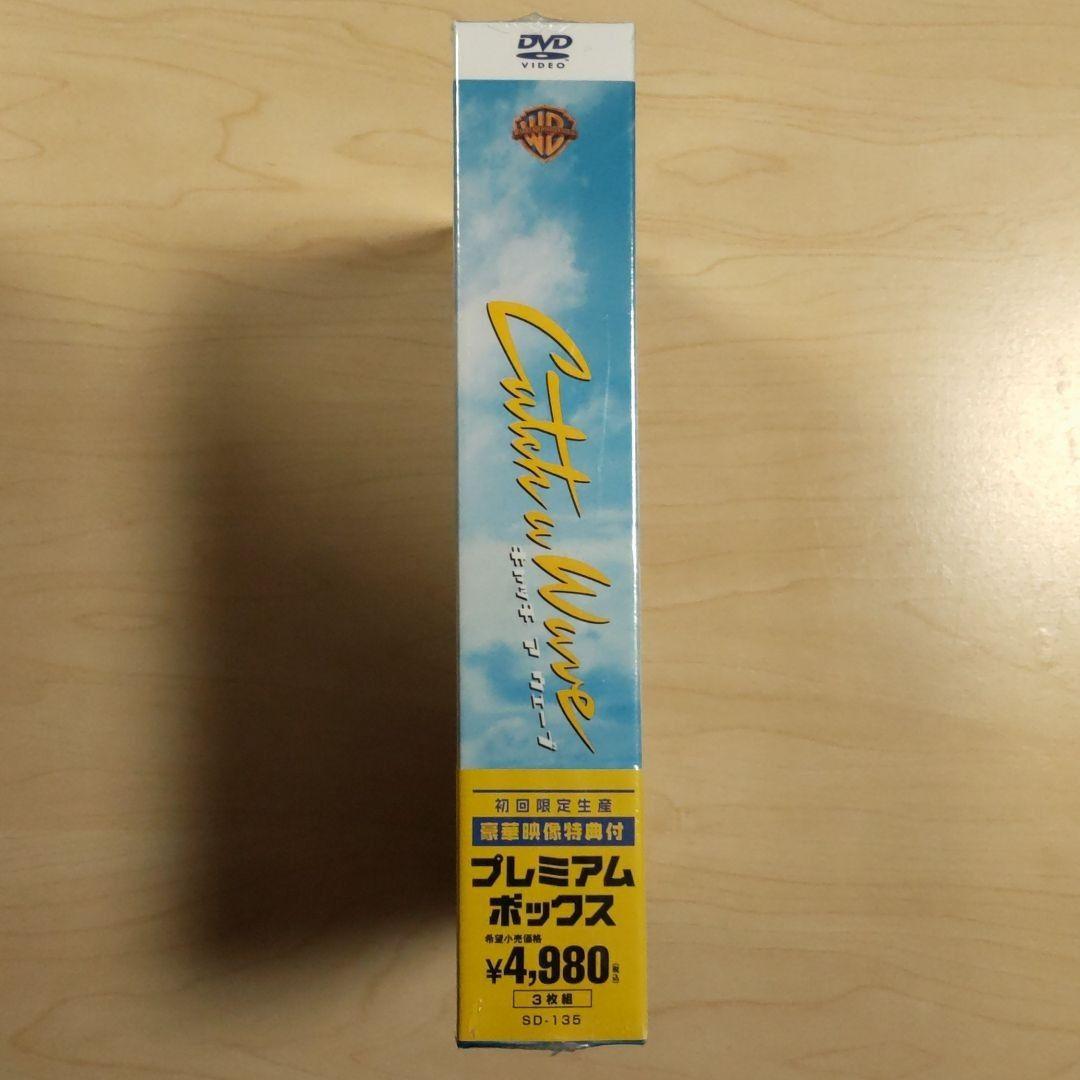 DVD
VIDEO
WB
Catch a Wave
キャッチ ア ウェーブ
初回限定生産
豪華映像特典付
プレミアム
ボックス
希望小売価格
¥4,980(税込)
3枚組
SD-135